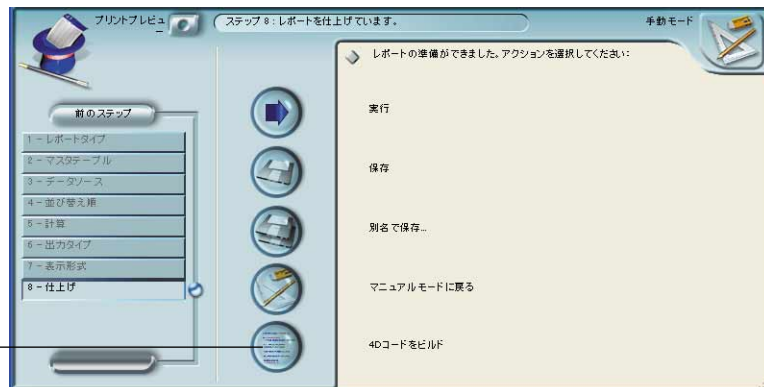 プリントプレビュー
ステップ 8 : レポートを仕上げています。
手動モード
レポートの準備ができました。アクションを選択してください:
前のステップ
1 - レポートタイプ
2 - マスタテーブル
3 - データソース
4 - 並び替え順
5 - 計算
6 - 出力タイプ
7 - 表示形式
8 - 仕上げ
実行
保存
別名で保存...
マニュアルモードに戻る
4Dコードをビルド